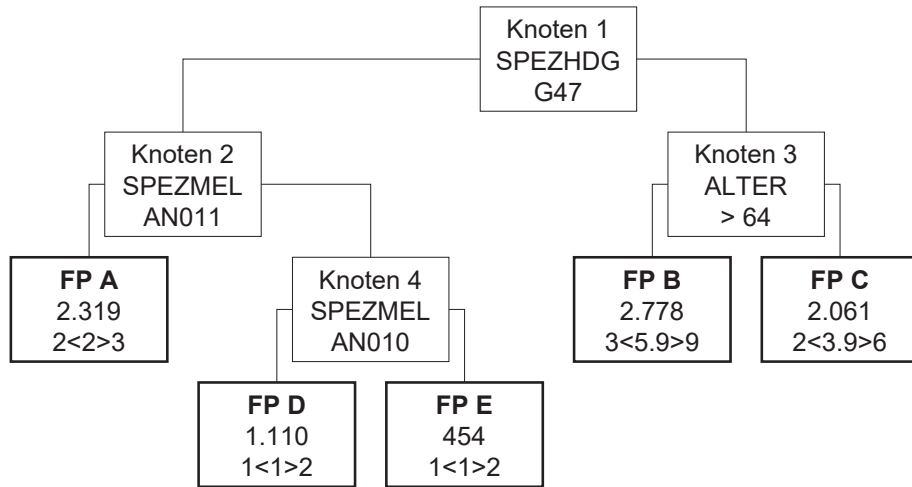 Knoten 1
SPEZHDG
G47
Knoten 2
SPEZMEL
AN011
Knoten 3
ALTER
> 64
FP A
2.319
2<2>3
Knoten 4
SPEZMEL
AN010
FP B
2.778
3<5.9>9
FP C
2.061
2<3.9>6
FP D
1.110
1<1>2
FP E
454
1<1>2